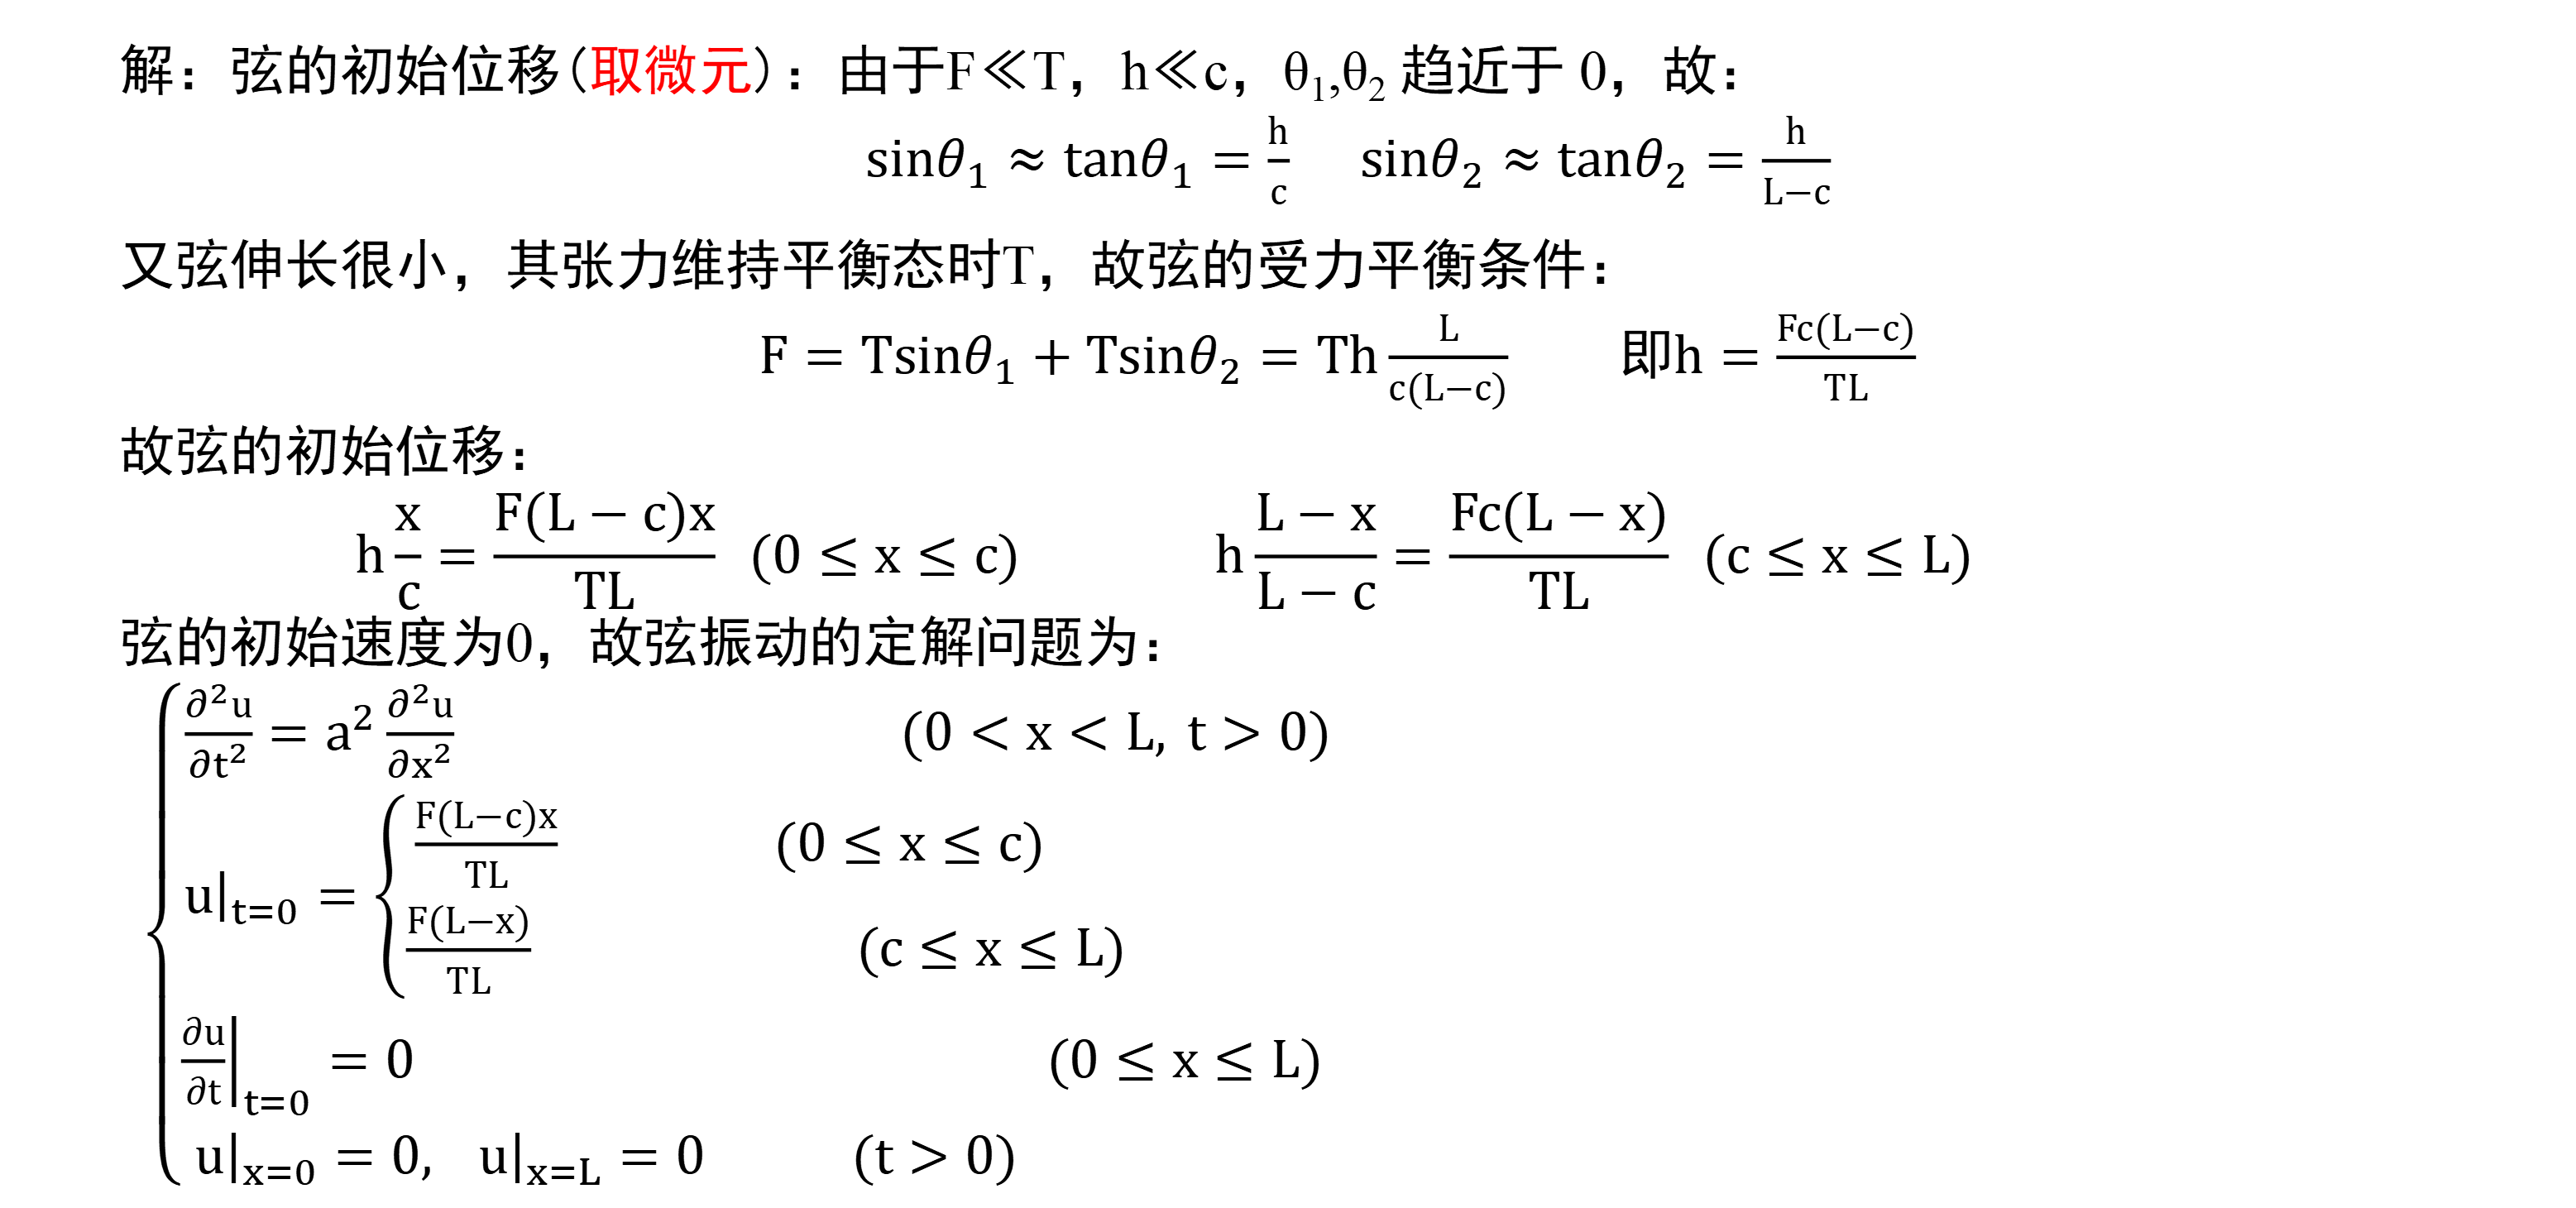 解：弦的初始位移(取微元)：由于F≪T，h≪c，θ₁,θ₂ 趋近于 0，故：
sinθ₁ ≈ tanθ₁ = h/c   sinθ₂ ≈ tanθ₂ = h/(L−c)
又弦伸长很小，其张力维持平衡态时T，故弦的受力平衡条件：
F = Tsinθ₁ + Tsinθ₂ = Th L/(c(L−c))   即h = Fc(L−c)/TL
故弦的初始位移：
h x/c = F(L − c)x/TL (0 ≤ x ≤ c)   h (L − x)/(L − c) = Fc(L − x)/TL (c ≤ x ≤ L)
弦的初始速度为0，故弦振动的定解问题为：
∂²u/∂t² = a² ∂²u/∂x² (0 < x < L, t > 0)
u|t=0 = { F(L−c)x/TL (0 ≤ x ≤ c)
F(L−x)/TL (c ≤ x ≤ L)
∂u/∂t|t=0 = 0 (0 ≤ x ≤ L)
u|x=0 = 0, u|x=L = 0 (t > 0)